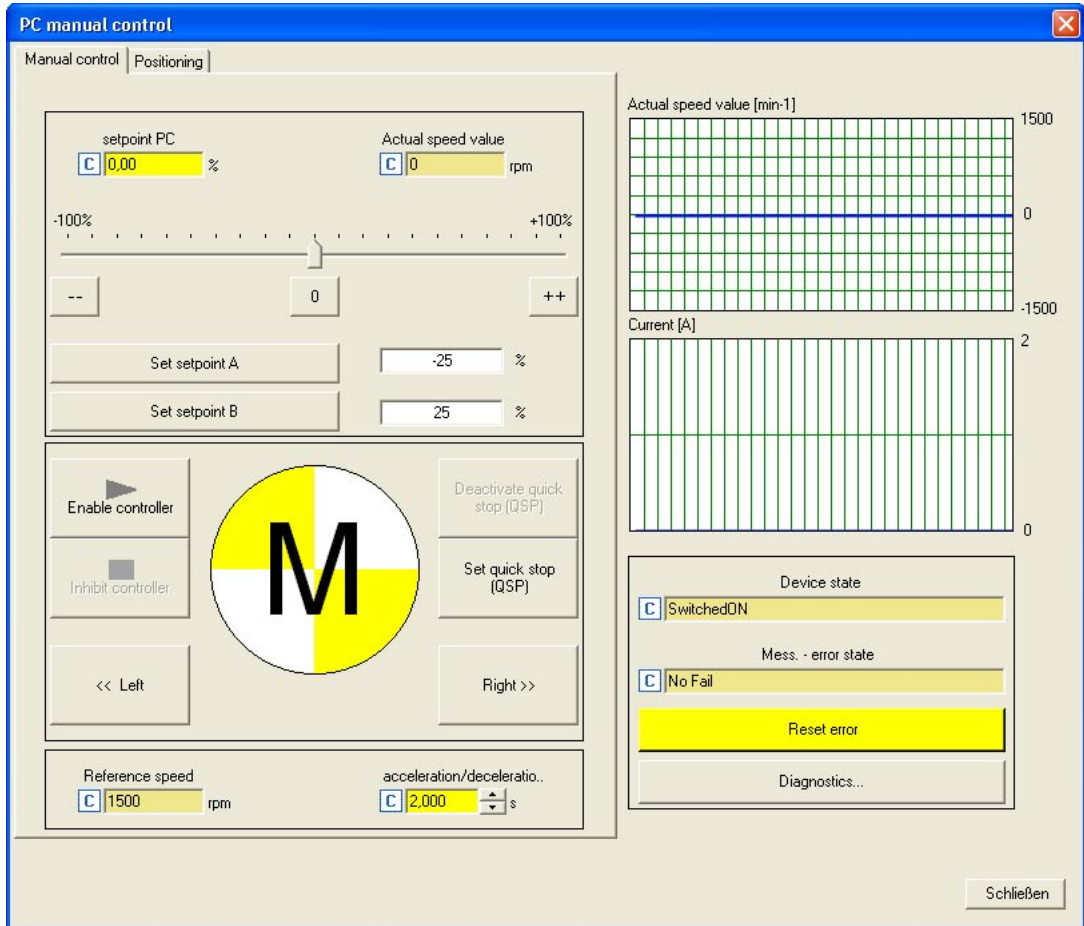 PC manual control
Manual control
Positioning
setpoint PC
C 0,00 %
Actual speed value
C 0 rpm
-100%
+100%
--
0
++
Set setpoint A
-25 %
Set setpoint B
25 %
Enable controller
Inhibit controller
<< Left
M
Deactivate quick
stop (QSP)
Set quick stop
(QSP)
Right >>
Reference speed
C 1500 rpm
acceleration/deceleratio..
C 2,000 s
Actual speed value [min-1]
1500
0
-1500
Current [A]
2
0
Device state
C SwitchedON
Mess. - error state
C No Fail
Reset error
Diagnostics...
Schließen